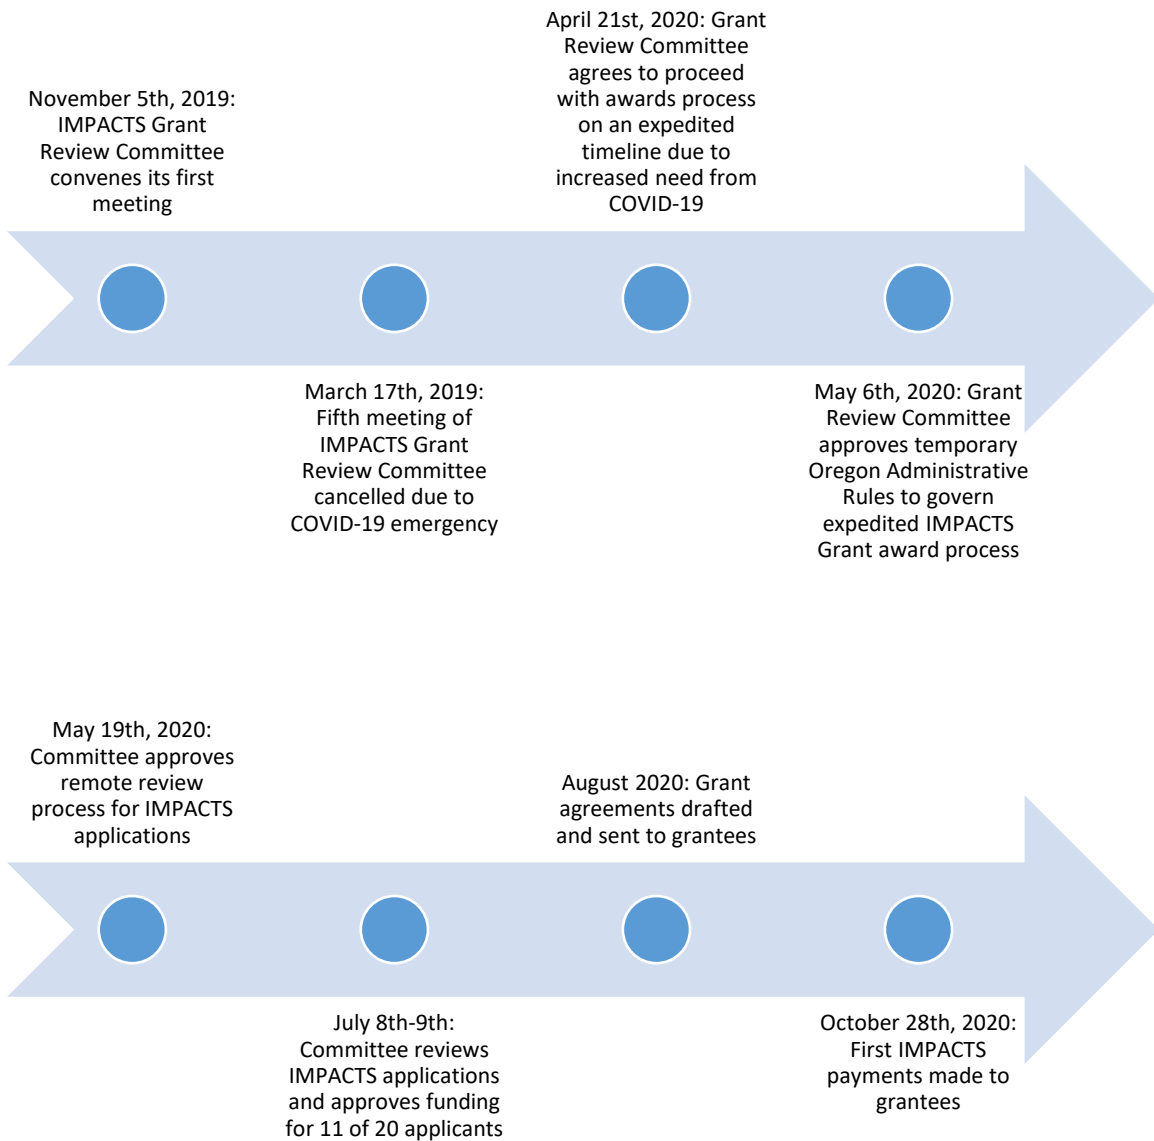 November 5th, 2019:
IMPACTS Grant
Review Committee
convenes its first
meeting
March 17th, 2019:
Fifth meeting of
IMPACTS Grant
Review Committee
cancelled due to
COVID-19 emergency
April 21st, 2020: Grant
Review Committee
agrees to proceed
with awards process
on an expedited
timeline due to
increased need from
COVID-19
May 6th, 2020: Grant
Review Committee
approves temporary
Oregon Administrative
Rules to govern
expedited IMPACTS
Grant award process
May 19th, 2020:
Committee approves
remote review
process for IMPACTS
applications
July 8th-9th:
Committee reviews
IMPACTS applications
and approves funding
for 11 of 20 applicants
August 2020: Grant
agreements drafted
and sent to grantees
October 28th, 2020:
First IMPACTS
payments made to
grantees